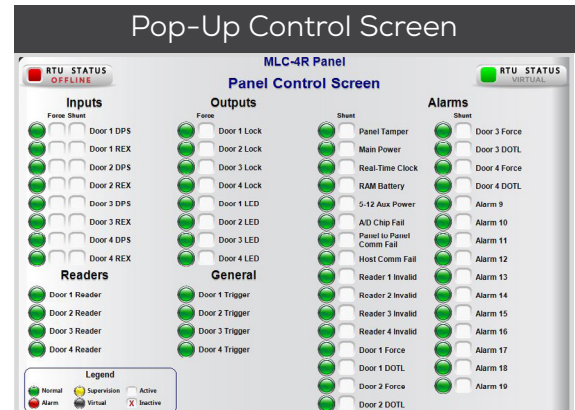 Pop-Up Control Screen
MLC-4R Panel
RTU STATUS
OFFLINE
Panel Control Screen
RTU STATUS
VIRTUAL
Inputs
Force Shunt
Door 1 DPS
Door 1 REX
Door 2 DPS
Door 2 REX
Door 3 DPS
Door 3 REX
Door 4 DPS
Door 4 REX
Readers
Door 1 Reader
Door 2 Reader
Door 3 Reader
Door 4 Reader
Legend
Normal
Supervision
Active
Alarm
Virtual
X Inactive
Outputs
Force
Door 1 Lock
Door 2 Lock
Door 3 Lock
Door 4 Lock
Door 1 LED
Door 2 LED
Door 3 LED
Door 4 LED
General
Door 1 Trigger
Door 2 Trigger
Door 3 Trigger
Door 4 Trigger
Alarms
Shunt
Panel Tamper
Main Power
Real-Time Clock
RAM Battery
5-12 Aux Power
A/D Chip Fail
Panel to Panel
Comm Fail
Host Comm Fail
Reader 1 Invalid
Reader 2 Invalid
Reader 3 Invalid
Reader 4 Invalid
Door 1 Force
Door 1 DOTL
Door 2 Force
Door 2 DOTL
Shunt
Door 3 Force
Door 3 DOTL
Door 4 Force
Door 4 DOTL
Alarm 9
Alarm 10
Alarm 11
Alarm 12
Alarm 13
Alarm 14
Alarm 15
Alarm 16
Alarm 17
Alarm 18
Alarm 19